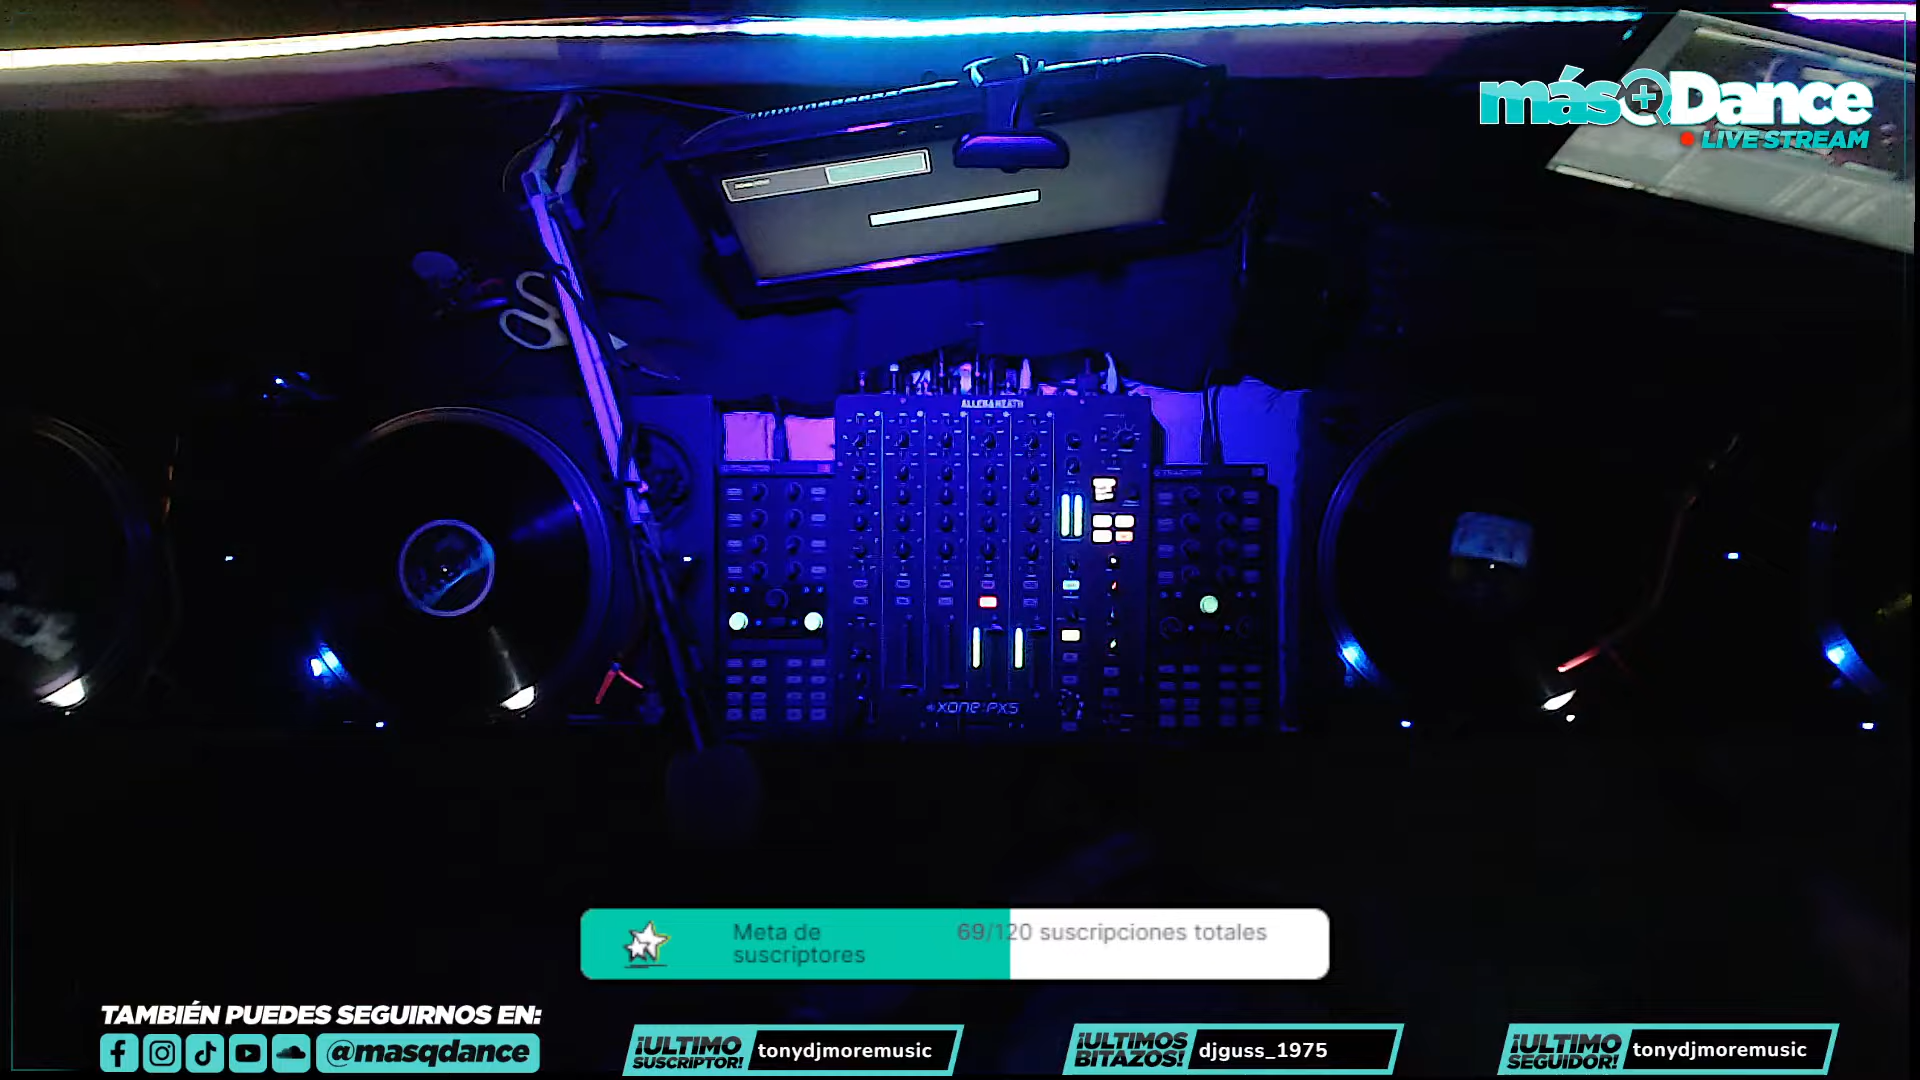 más+QDance
LIVE STREAM
ALLEN&HEATH
XONE:PX5
Meta de
suscriptores
69/120 suscripciones totales
TAMBIÉN PUEDES SEGUIRNOS EN:
@masqdance
¡ULTIMO
SUSCRIPTOR!
tonydjmoremusic
¡ULTIMOS
BITAZOS!
djguss_1975
¡ULTIMO
SEGUIDOR!
tonydjmoremusic